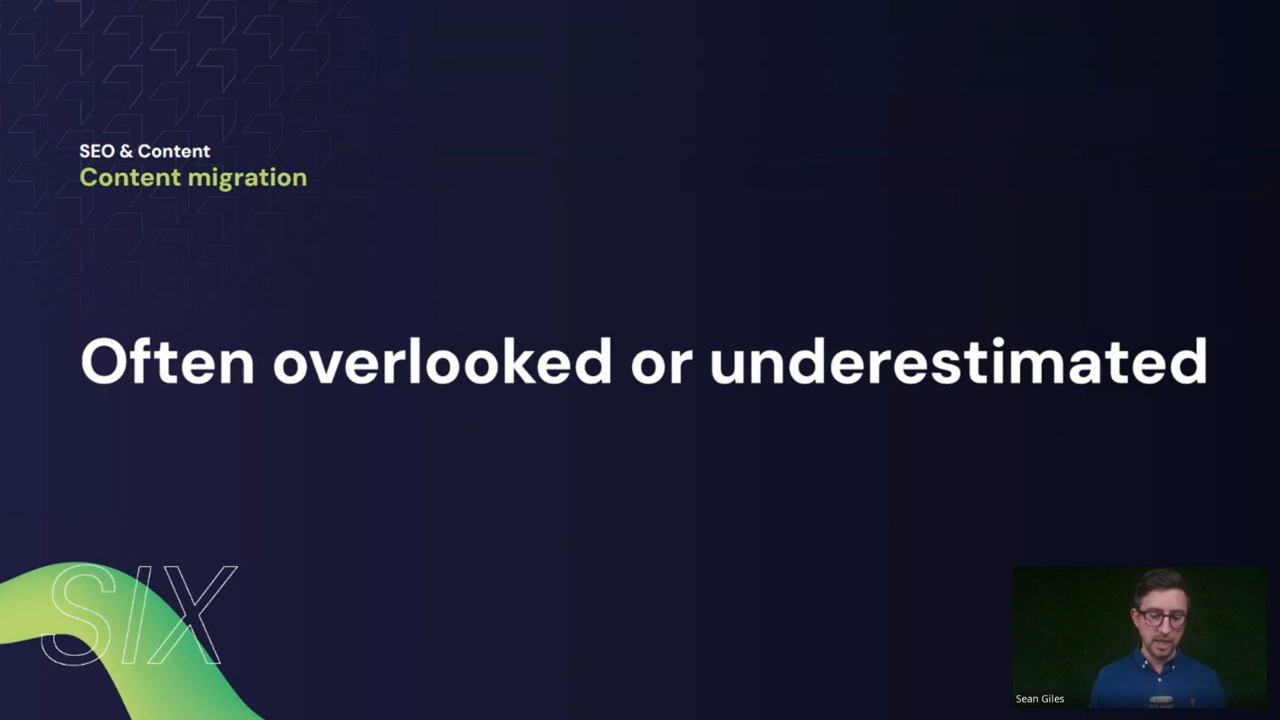 SEO & Content
Content migration
Often overlooked or underestimated
SIX
Sean Giles